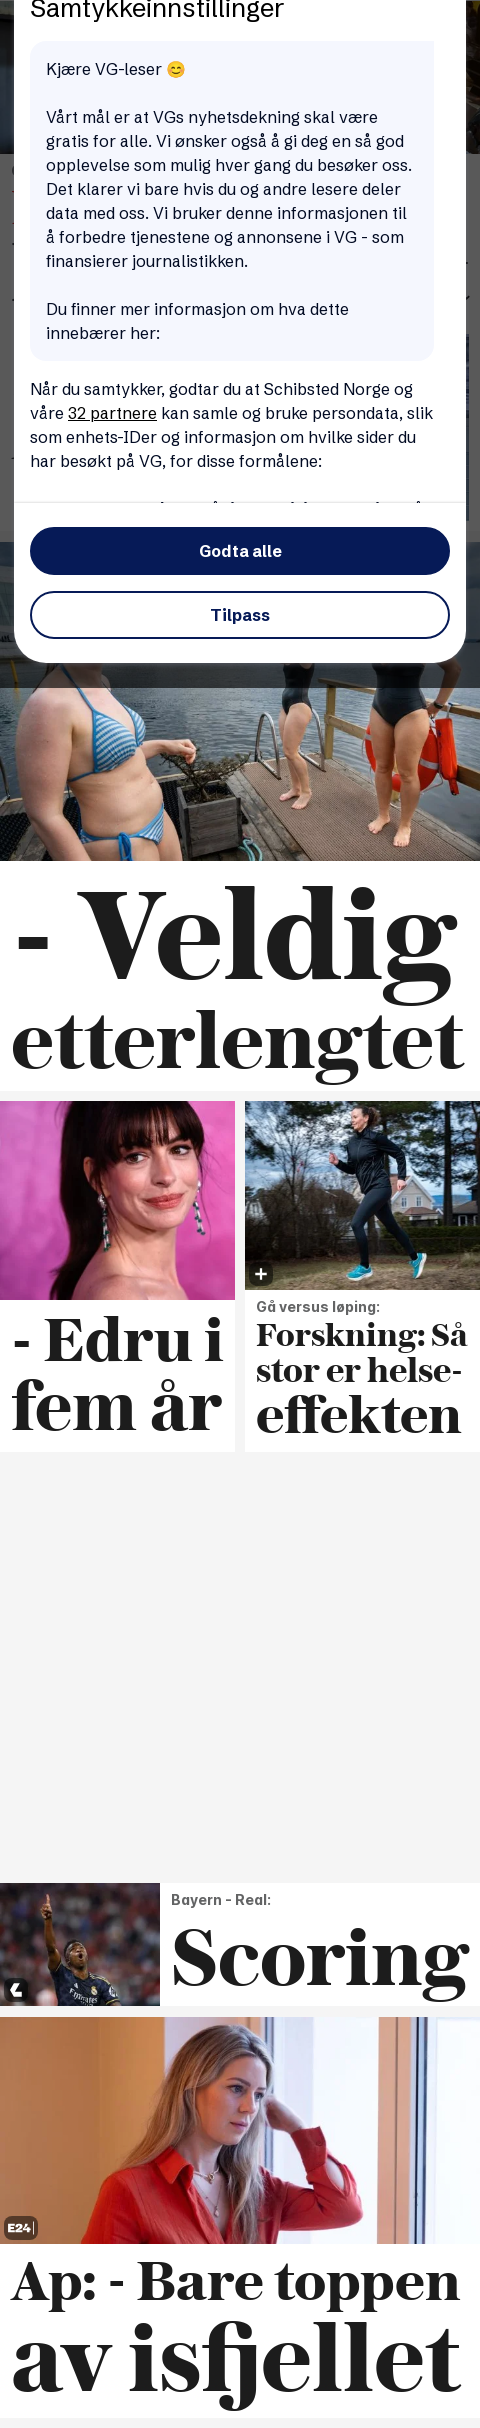 Samtykkeinnstillinger
Kjære VG-leser 😊
Vårt mål er at VGs nyhetsdekning skal være
gratis for alle. Vi ønsker også å gi deg en så god
opplevelse som mulig hver gang du besøker oss.
Det klarer vi bare hvis du og andre lesere deler
data med oss. Vi bruker denne informasjonen til
å forbedre tjenestene og annonsene i VG - som
finansierer journalistikken.
Du finner mer informasjon om hva dette
innebærer her:
Når du samtykker, godtar du at Schibsted Norge og
våre 32 partnere kan samle og bruke persondata, slik
som enhets-IDer og informasjon om hvilke sider du
har besøkt på VG, for disse formålene:
Godta alle
Tilpass
- Veldig
etterlengtet
- Edru i
fem år
Gå versus løping:
Forskning: Så
stor er helse-
effekten
Bayern - Real:
Scoring
E24
Ap: - Bare toppen
av isfjellet